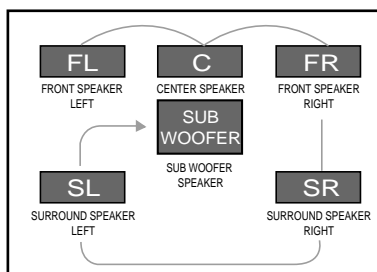 FL
FRONT SPEAKER
LEFT
C
CENTER SPEAKER
FR
FRONT SPEAKER
RIGHT
SUB
WOOFER
SUB WOOFER
SPEAKER
SL
SURROUND SPEAKER
LEFT
SR
SURROUND SPEAKER
RIGHT